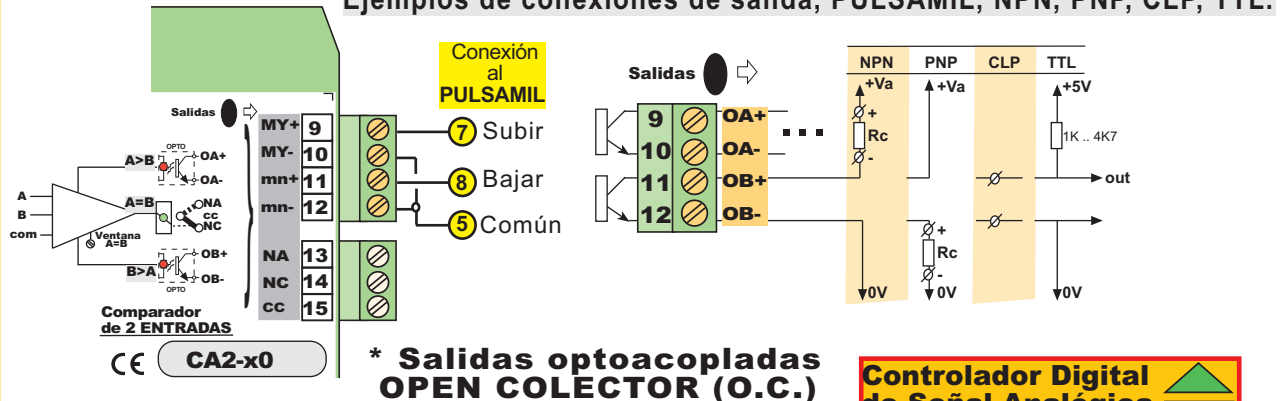 Ejemplos de conexiones de salida, PULSAMIL, NPN, PNP, CLP, TTL.
Salidas
MY+ 9
MY- 10
mn+ 11
mn- 12
NA 13
NC 14
CC 15
OPTO
A>B
OA+
OA-
A
B
com
A=B
NA
cc
NC
Ventana
A=B
B>A
OB+
OB-
OPTO
Comparador
de 2 ENTRADAS
CE
CA2-x0
Conexión
al
PULSAMIL
7 Subir
8 Bajar
5 Común
Salidas
9 OA+
10 OA-
11 OB+
12 OB-
...
NPN PNP CLP TTL
+Va +Va +5V
+
Rc
-
1K .. 4K7
out
+
Rc
-
0V 0V 0V
* Salidas optoacopladas
OPEN COLECTOR (O.C.)
Controlador Digital
de Señal Analógica